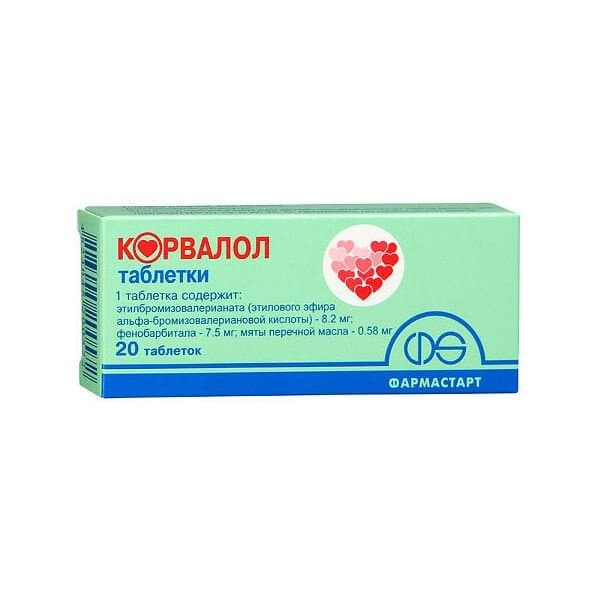 КОРВАЛОЛ
таблетки
1 таблетка содержит:
этилбромизовалерианата (этилового эфира
альфа-бромизовалериановой кислоты) - 8.2 мг;
фенобарбитала - 7.5 мг; мяты перечной масла - 0.58 мг
20 таблеток
ФС
ФАРМАСТАРТ